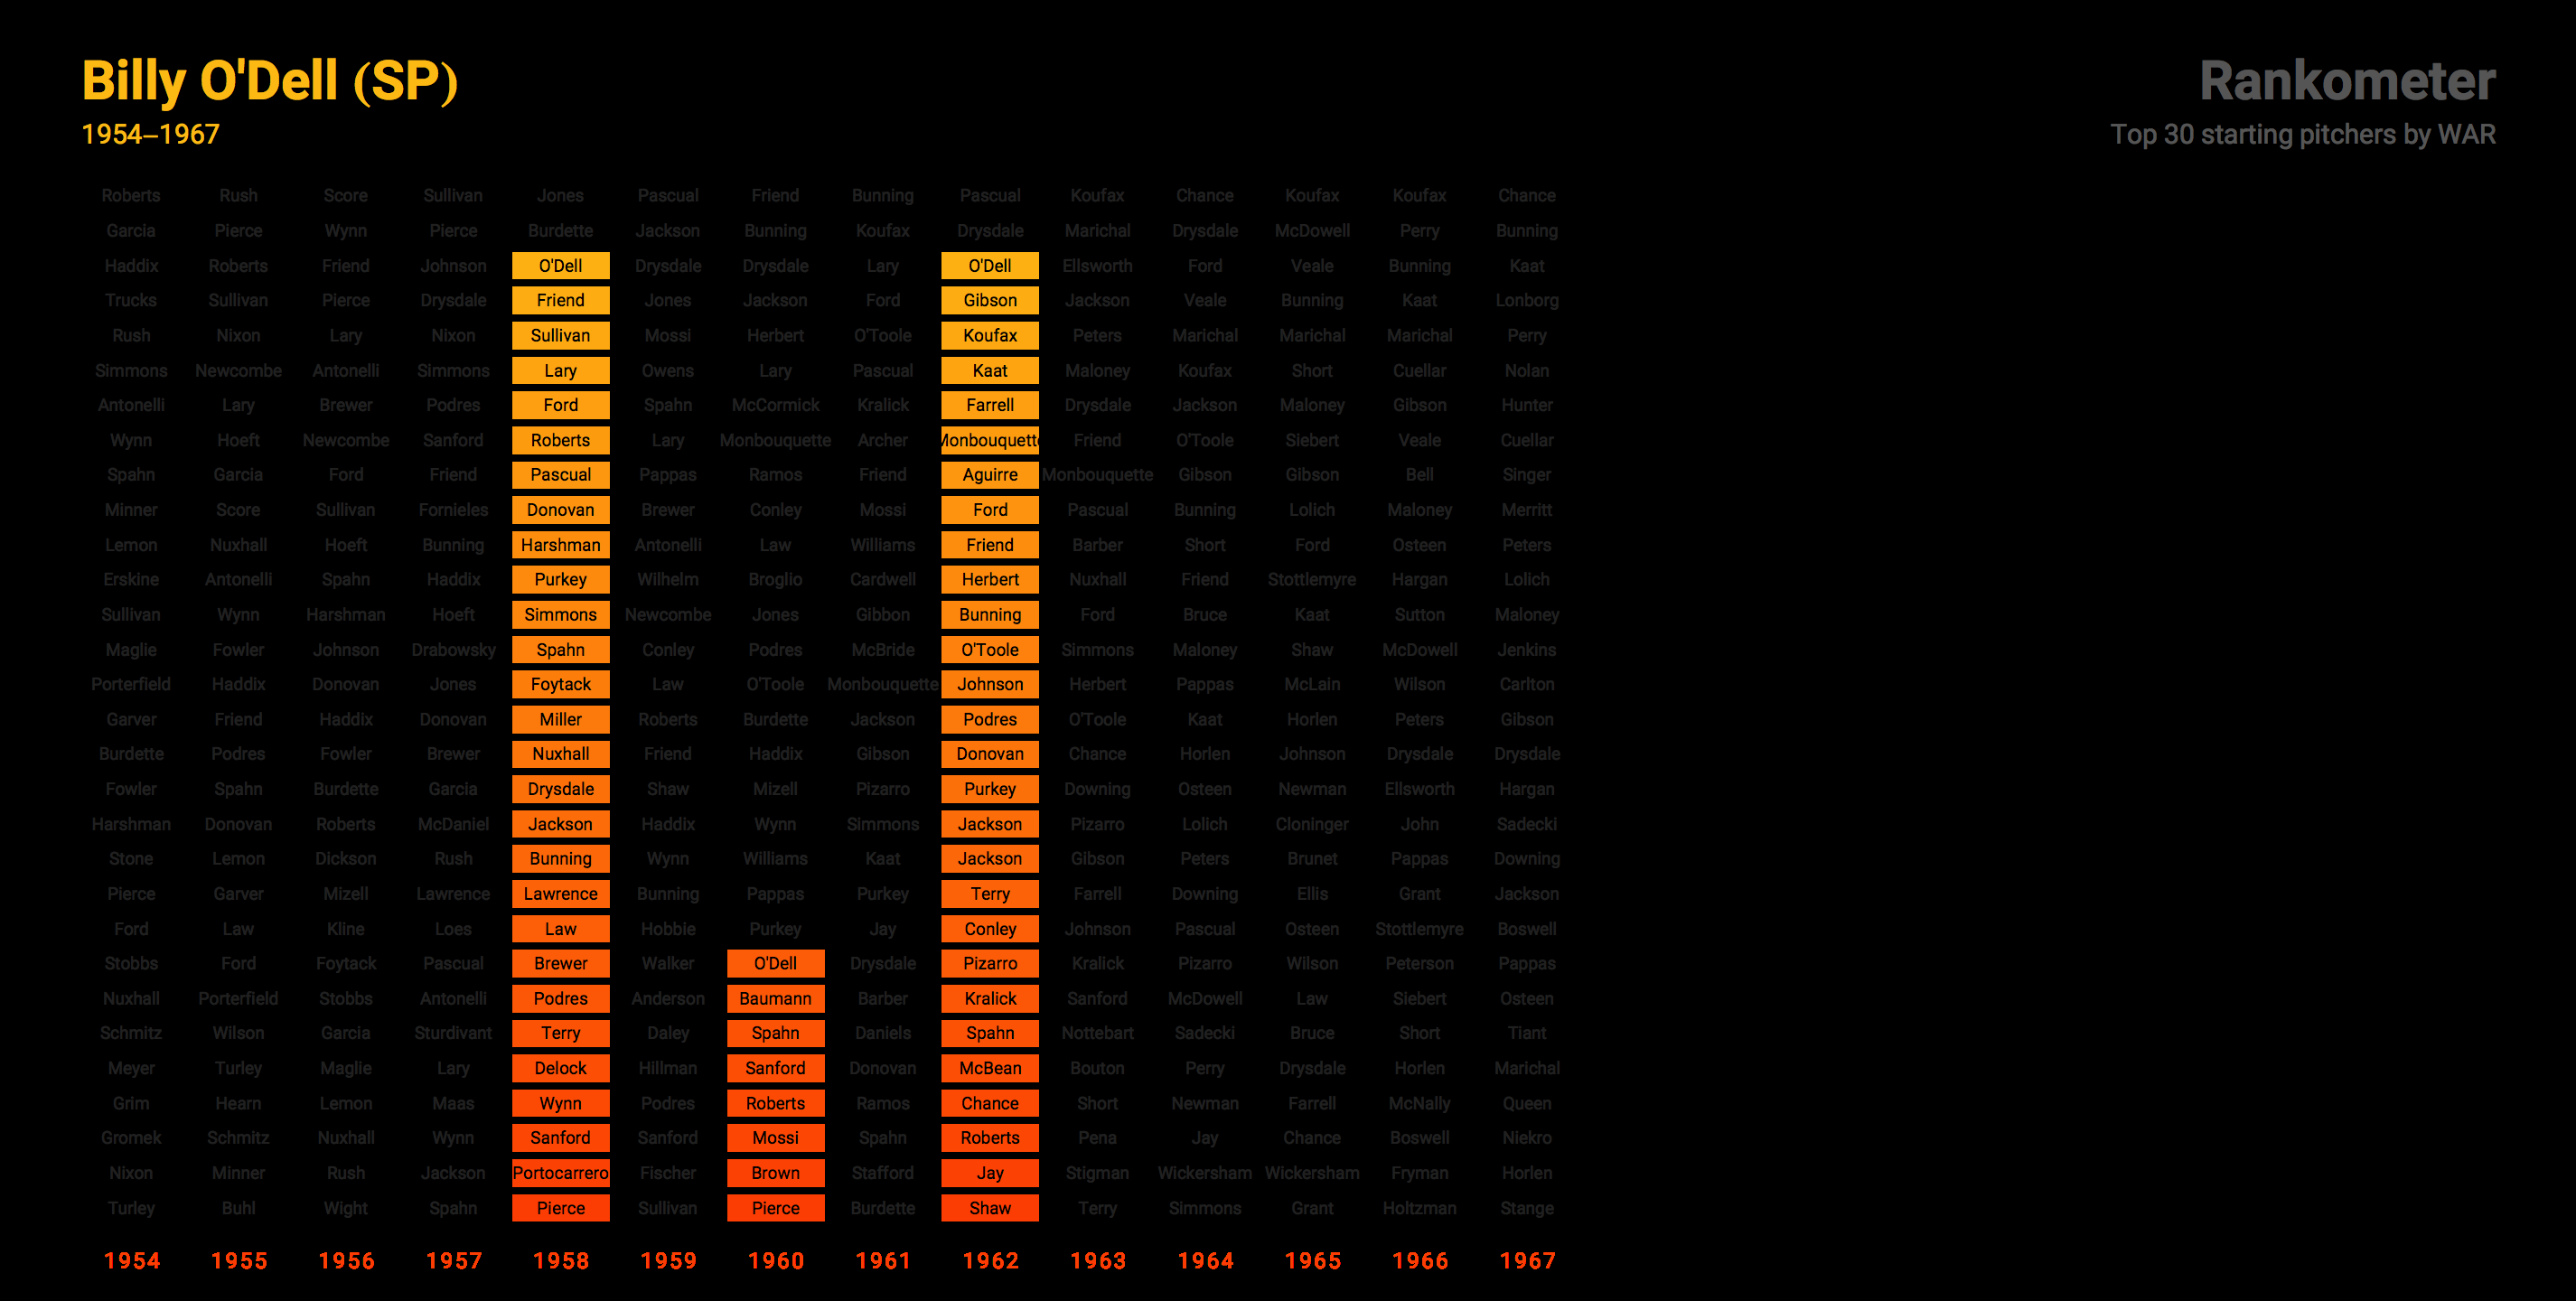 Billy O'Dell (SP)
1954–1967
Rankometer
Top 30 starting pitchers by WAR
Roberts Rush Score Sullivan Jones Pascual Friend Bunning Pascual Koufax Chance Koufax Koufax Chance
Garcia Pierce Wynn Pierce Burdette Jackson Bunning Koufax Drysdale Marichal Drysdale McDowell Perry Bunning
Haddix Roberts Friend Johnson O'Dell Drysdale Drysdale Lary O'Dell Ellsworth Ford Veale Bunning Kaat
Trucks Sullivan Pierce Drysdale Friend Jones Jackson Ford Gibson Jackson Veale Bunning Kaat Lonborg
Rush Nixon Lary Nixon Sullivan Mossi Herbert O'Toole Koufax Peters Marichal Marichal Marichal Perry
Simmons Newcombe Antonelli Simmons Lary Owens Lary Pascual Kaat Maloney Koufax Short Cuellar Nolan
Antonelli Lary Brewer Podres Ford Spahn McCormick Kralick Farrell Drysdale Jackson Maloney Gibson Hunter
Wynn Hoeft Newcombe Sanford Roberts Lary Monbouquette Archer Monbouquette Friend O'Toole Siebert Veale Cuellar
Spahn Garcia Ford Friend Pascual Pappas Ramos Friend Aguirre Monbouquette Gibson Gibson Bell Singer
Minner Score Sullivan Fornieles Donovan Brewer Conley Mossi Ford Pascual Bunning Lolich Maloney Merritt
Lemon Nuxhall Hoeft Bunning Harshman Antonelli Law Williams Friend Barber Short Ford Osteen Peters
Erskine Antonelli Spahn Haddix Purkey Wilhelm Broglio Cardwell Herbert Nuxhall Friend Stottlemyre Hargan Lolich
Sullivan Wynn Harshman Hoeft Simmons Newcombe Jones Gibbon Bunning Ford Bruce Kaat Sutton Maloney
Maglie Fowler Johnson Drabowsky Spahn Conley Podres McBride O'Toole Simmons Maloney Shaw McDowell Jenkins
Porterfield Haddix Donovan Jones Foytack Law O'Toole Monbouquette Johnson Herbert Pappas McLain Wilson Carlton
Garver Friend Haddix Donovan Miller Roberts Burdette Jackson Podres O'Toole Kaat Horlen Peters Gibson
Burdette Podres Fowler Brewer Nuxhall Friend Haddix Gibson Donovan Chance Horlen Johnson Drysdale Drysdale
Fowler Spahn Burdette Garcia Drysdale Shaw Mizell Pizarro Purkey Downing Osteen Newman Ellsworth Hargan
Harshman Donovan Roberts McDaniel Jackson Haddix Wynn Simmons Jackson Pizarro Lolich Cloninger John Sadecki
Stone Lemon Dickson Rush Bunning Wynn Williams Kaat Jackson Gibson Peters Brunet Pappas Downing
Pierce Garver Mizell Lawrence Lawrence Bunning Pappas Purkey Terry Farrell Downing Ellis Grant Jackson
Ford Law Kline Loes Law Hobbie Purkey Jay Conley Johnson Pascual Osteen Stottlemyre Boswell
Stobbs Ford Foytack Pascual Brewer Walker O'Dell Drysdale Pizarro Kralick Pizarro Wilson Peterson Pappas
Nuxhall Porterfield Stobbs Antonelli Podres Anderson Baumann Barber Kralick Sanford McDowell Law Siebert Osteen
Schmitz Wilson Garcia Sturdivant Terry Daley Spahn Daniels Spahn Nottebart Sadecki Bruce Short Tiant
Meyer Turley Maglie Lary Delock Hillman Sanford Donovan McBean Bouton Perry Drysdale Horlen Marichal
Grim Hearn Lemon Maas Wynn Podres Roberts Ramos Chance Short Newman Farrell McNally Queen
Gromek Schmitz Nuxhall Wynn Sanford Sanford Mossi Spahn Roberts Pena Jay Chance Boswell Niekro
Nixon Minner Rush Jackson Portocarrero Fischer Brown Stafford Jay Stigman Wickersham Wickersham Fryman Horlen
Turley Buhl Wight Spahn Pierce Sullivan Pierce Burdette Shaw Terry Simmons Grant Holtzman Stange
1954 1955 1956 1957 1958 1959 1960 1961 1962 1963 1964 1965 1966 1967